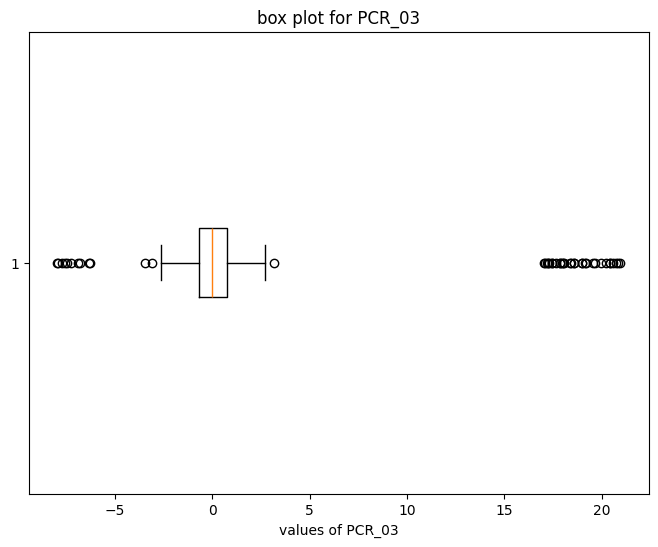 box plot for PCR_03
1
−5 0 5 10 15 20
values of PCR_03